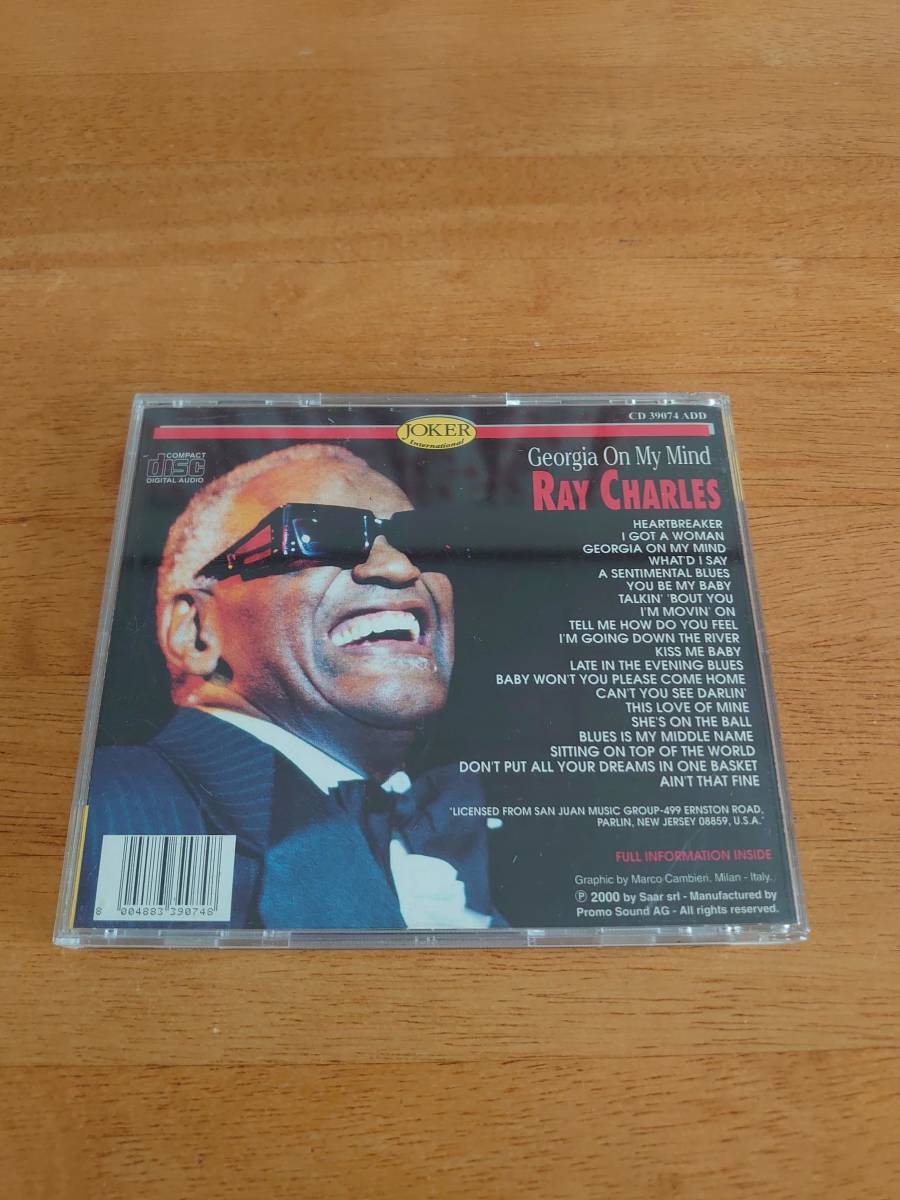 CD 39074 ADD
JOKER
International
COMPACT
disc
DIGITAL AUDIO
Georgia On My Mind
RAY CHARLES
HEARTBREAKER
I GOT A WOMAN
GEORGIA ON MY MIND
WHAT'D I SAY
A SENTIMENTAL BLUES
YOU BE MY BABY
TALKIN' 'BOUT YOU
I'M MOVIN' ON
TELL ME HOW DO YOU FEEL
I'M GOING DOWN THE RIVER
KISS ME BABY
LATE IN THE EVENING BLUES
BABY WON'T YOU PLEASE COME HOME
CAN'T YOU SEE DARLIN'
THIS LOVE OF MINE
SHE'S ON THE BALL
BLUES IS MY MIDDLE NAME
SITTING ON TOP OF THE WORLD
DON'T PUT ALL YOUR DREAMS IN ONE BASKET
AIN'T THAT FINE
"LICENSED FROM SAN JUAN MUSIC GROUP-499 ERNSTON ROAD,
PARLIN, NEW JERSEY 08859, U.S.A."
FULL INFORMATION INSIDE
Graphic by Marco Cambieri. Milan - Italy.
℗ 2000 by Saar srl - Manufactured by
Promo Sound AG - All rights reserved.
8 004883 390748